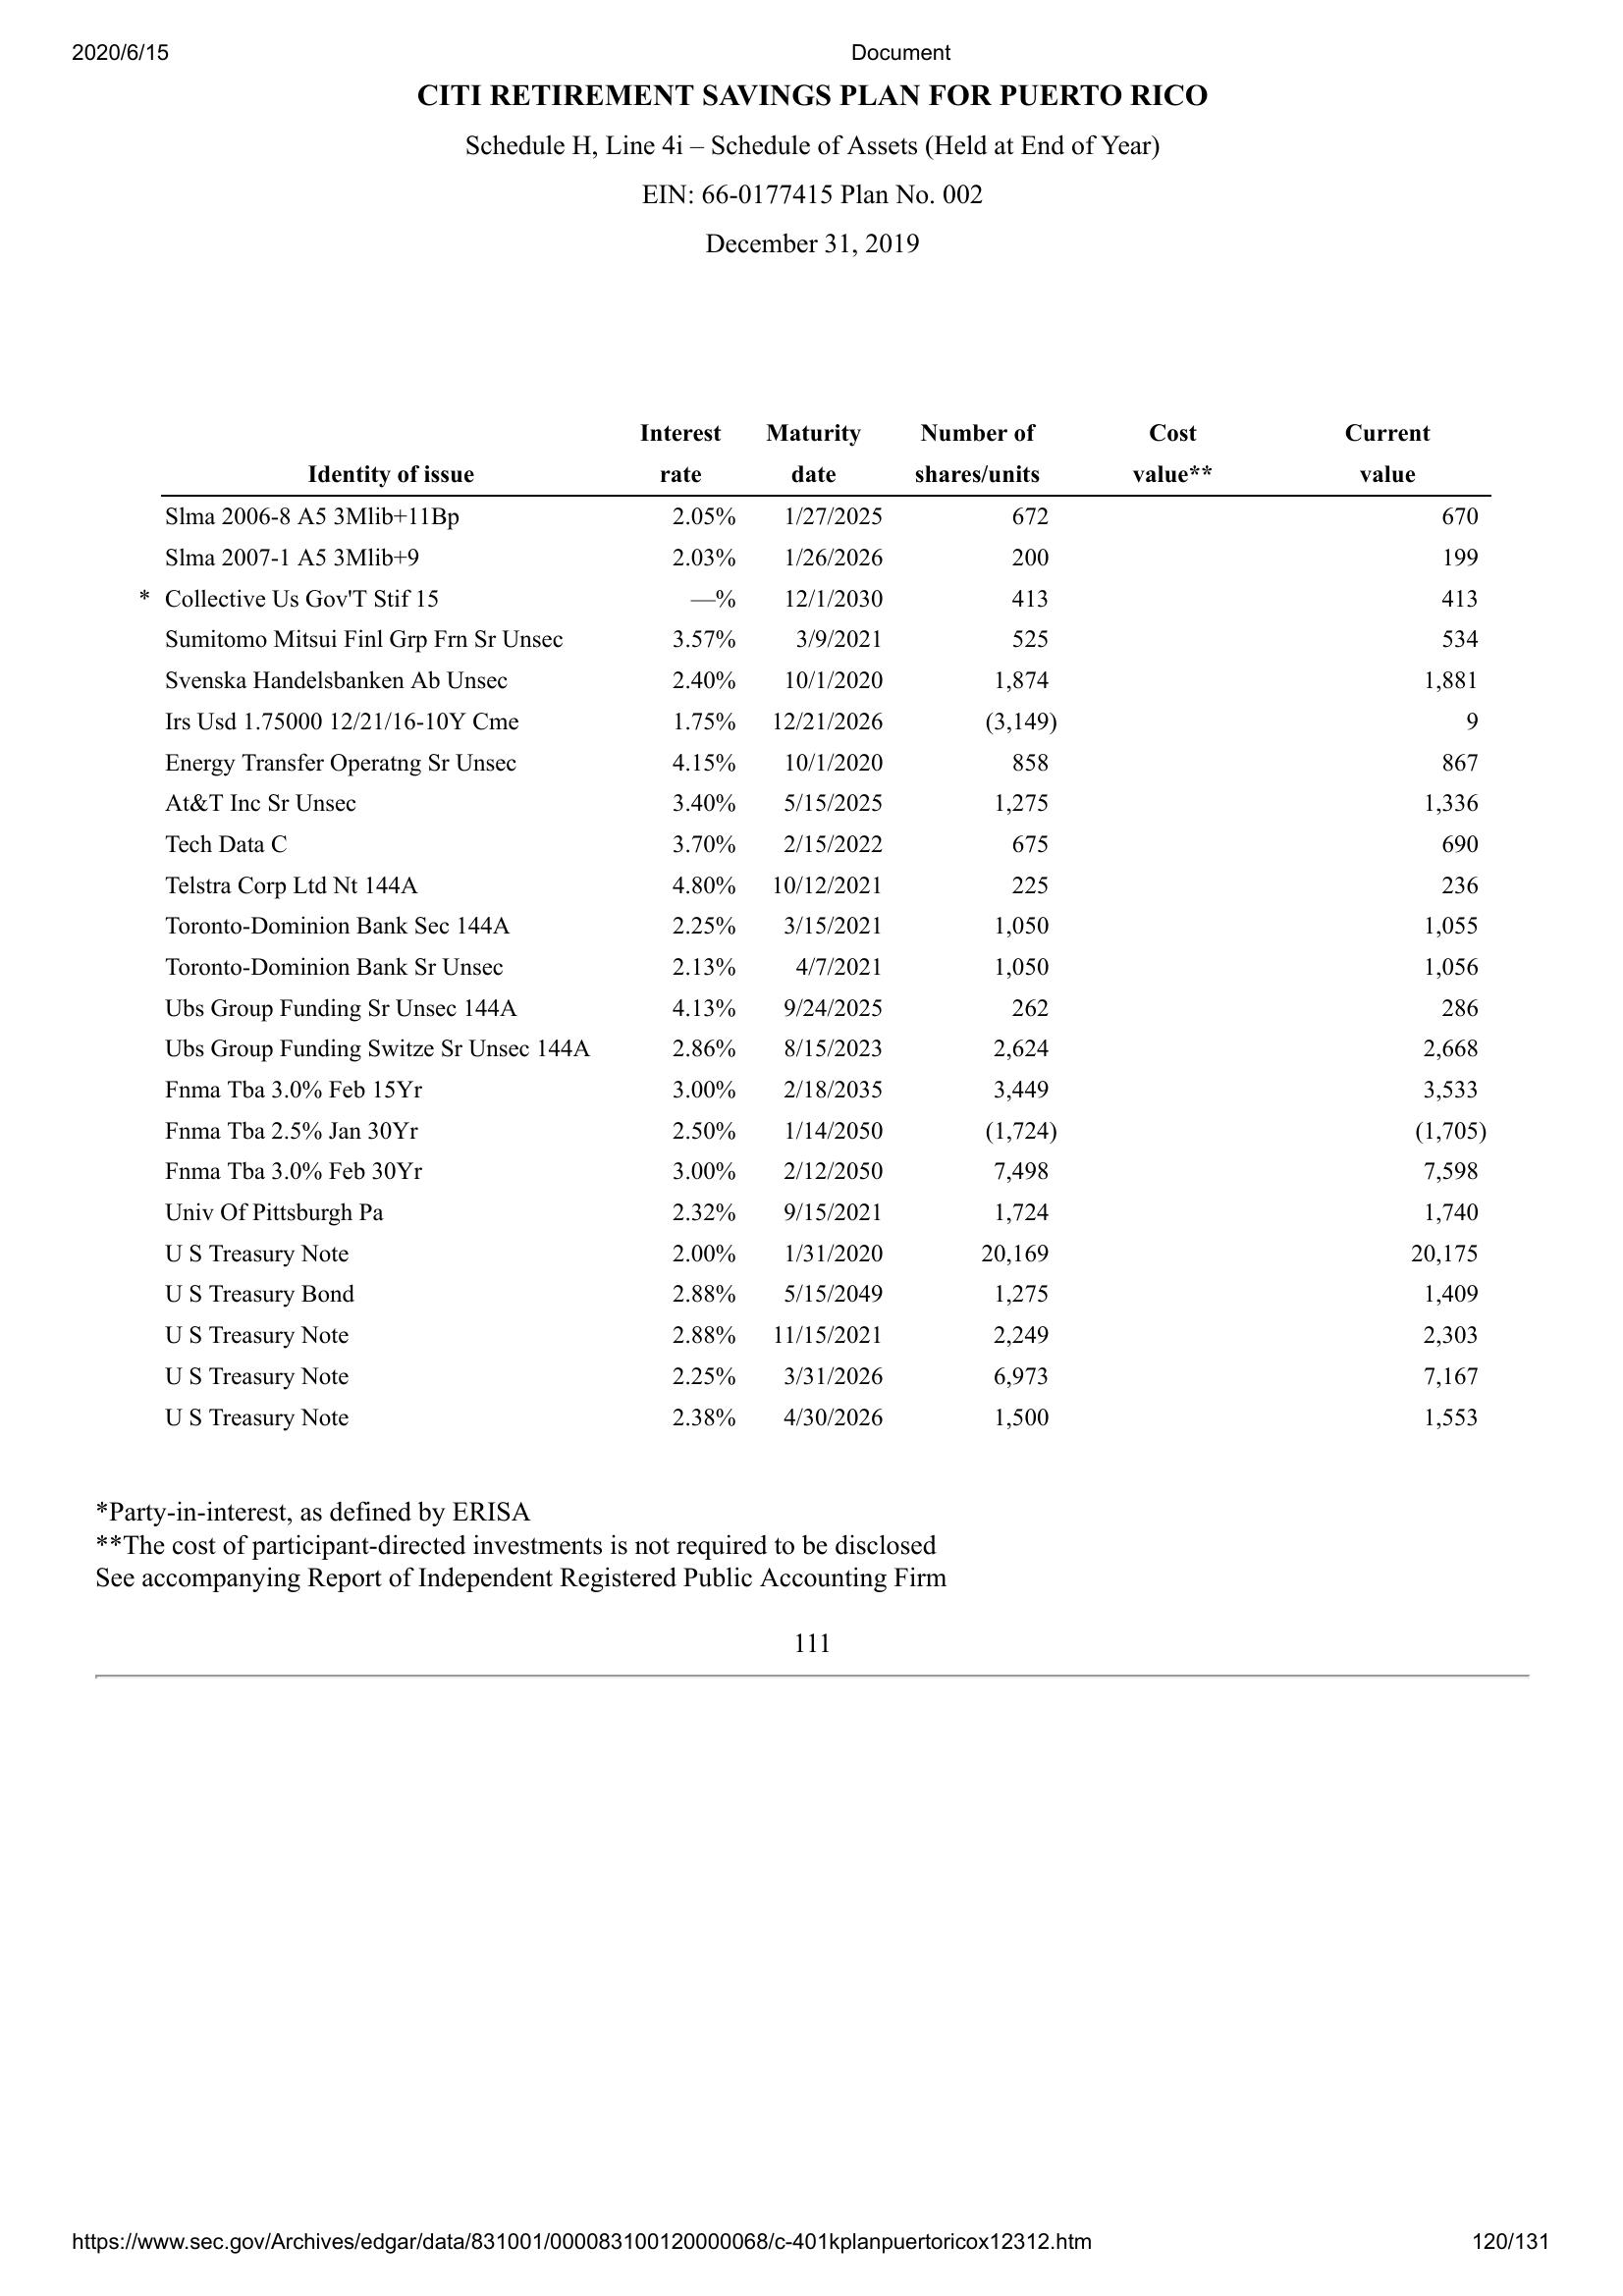 2020/6/15 Document
CITI RETIREMENT SAVINGS PLAN FOR PUERTO RICO
Schedule H, Line 4i – Schedule of Assets (Held at End of Year)
EIN: 66-0177415 Plan No. 002
December 31, 2019
Interest Maturity Number of Cost Current
Identity of issue rate date shares/units value** value
Slma 2006-8 A5 3Mlib+11Bp 2.05% 1/27/2025 672 670
Slma 2007-1 A5 3Mlib+9 2.03% 1/26/2026 200 199
* Collective Us Gov'T Stif 15 —% 12/1/2030 413 413
Sumitomo Mitsui Finl Grp Frn Sr Unsec 3.57% 3/9/2021 525 534
Svenska Handelsbanken Ab Unsec 2.40% 10/1/2020 1,874 1,881
Irs Usd 1.75000 12/21/16-10Y Cme 1.75% 12/21/2026 (3,149) 9
Energy Transfer Operatng Sr Unsec 4.15% 10/1/2020 858 867
At&T Inc Sr Unsec 3.40% 5/15/2025 1,275 1,336
Tech Data C 3.70% 2/15/2022 675 690
Telstra Corp Ltd Nt 144A 4.80% 10/12/2021 225 236
Toronto-Dominion Bank Sec 144A 2.25% 3/15/2021 1,050 1,055
Toronto-Dominion Bank Sr Unsec 2.13% 4/7/2021 1,050 1,056
Ubs Group Funding Sr Unsec 144A 4.13% 9/24/2025 262 286
Ubs Group Funding Switze Sr Unsec 144A 2.86% 8/15/2023 2,624 2,668
Fnma Tba 3.0% Feb 15Yr 3.00% 2/18/2035 3,449 3,533
Fnma Tba 2.5% Jan 30Yr 2.50% 1/14/2050 (1,724) (1,705)
Fnma Tba 3.0% Feb 30Yr 3.00% 2/12/2050 7,498 7,598
Univ Of Pittsburgh Pa 2.32% 9/15/2021 1,724 1,740
U S Treasury Note 2.00% 1/31/2020 20,169 20,175
U S Treasury Bond 2.88% 5/15/2049 1,275 1,409
U S Treasury Note 2.88% 11/15/2021 2,249 2,303
U S Treasury Note 2.25% 3/31/2026 6,973 7,167
U S Treasury Note 2.38% 4/30/2026 1,500 1,553
*Party-in-interest, as defined by ERISA
**The cost of participant-directed investments is not required to be disclosed
See accompanying Report of Independent Registered Public Accounting Firm
111
https://www.sec.gov/Archives/edgar/data/831001/000083100120000068/c-401kplanpuertoricox12312.htm 120/131